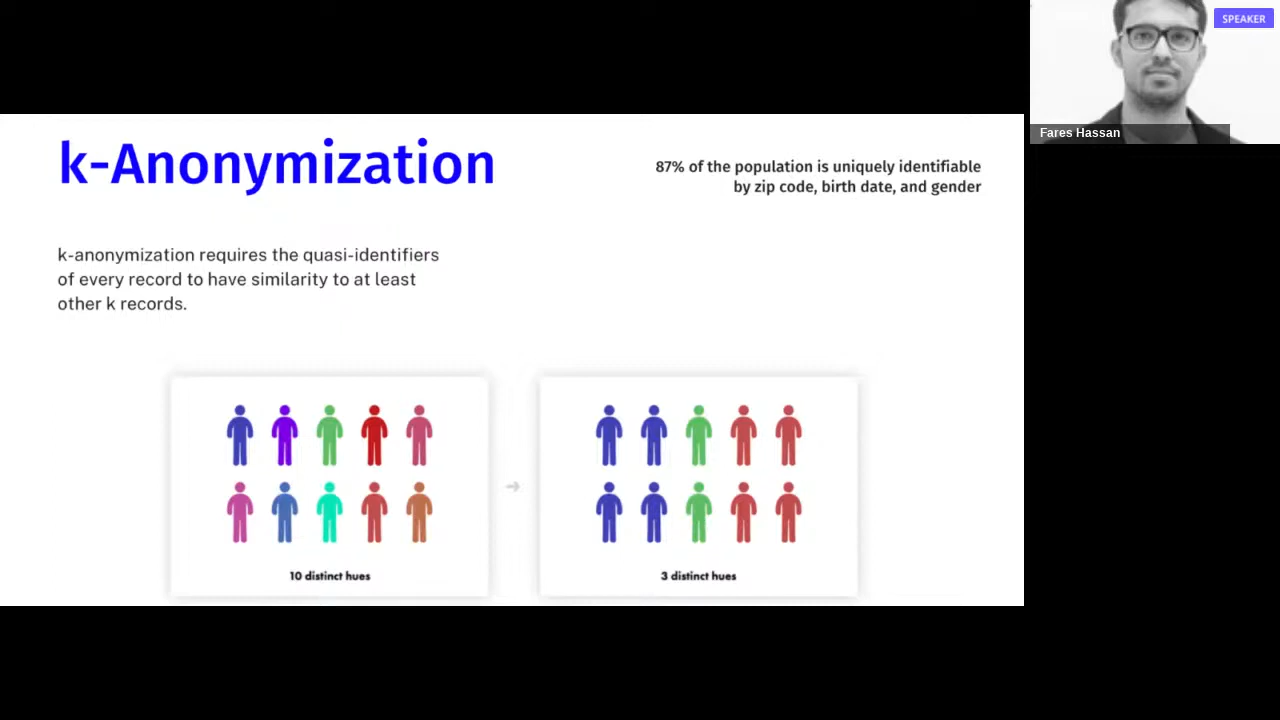 k-Anonymization
87% of the population is uniquely identifiable
by zip code, birth date, and gender
k-anonymization requires the quasi-identifiers
of every record to have similarity to at least
other k records.
10 distinct hues
3 distinct hues
SPEAKER
Fares Hassan